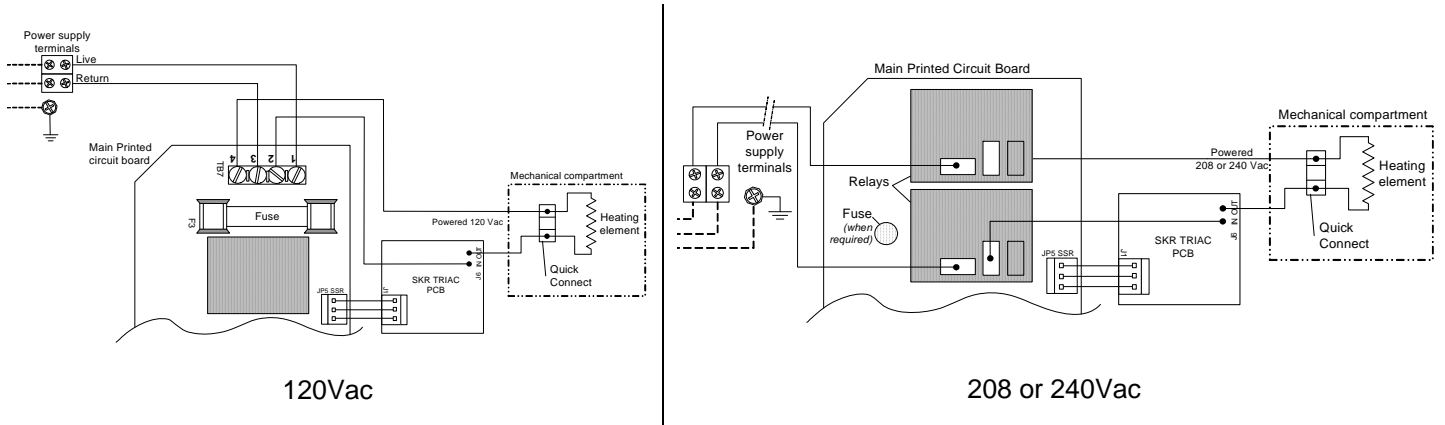 Power supply
terminals
Live
Return
Main Printed
circuit board
TB7
4 3 2 1
F3
Fuse
Mechanical compartment
Powered 120 Vac
Heating
element
Quick
Connect
OUT
IN
J6
SKR TRIAC
PCB
JP5 SSR
J1
120Vac
Main Printed Circuit Board
Power
supply
terminals
Relays
Fuse
(when
required)
Mechanical compartment
Powered
208 or 240 Vac
Heating
element
Quick
Connect
OUT
IN
J6
SKR TRIAC
PCB
JP5 SSR
J1
208 or 240Vac